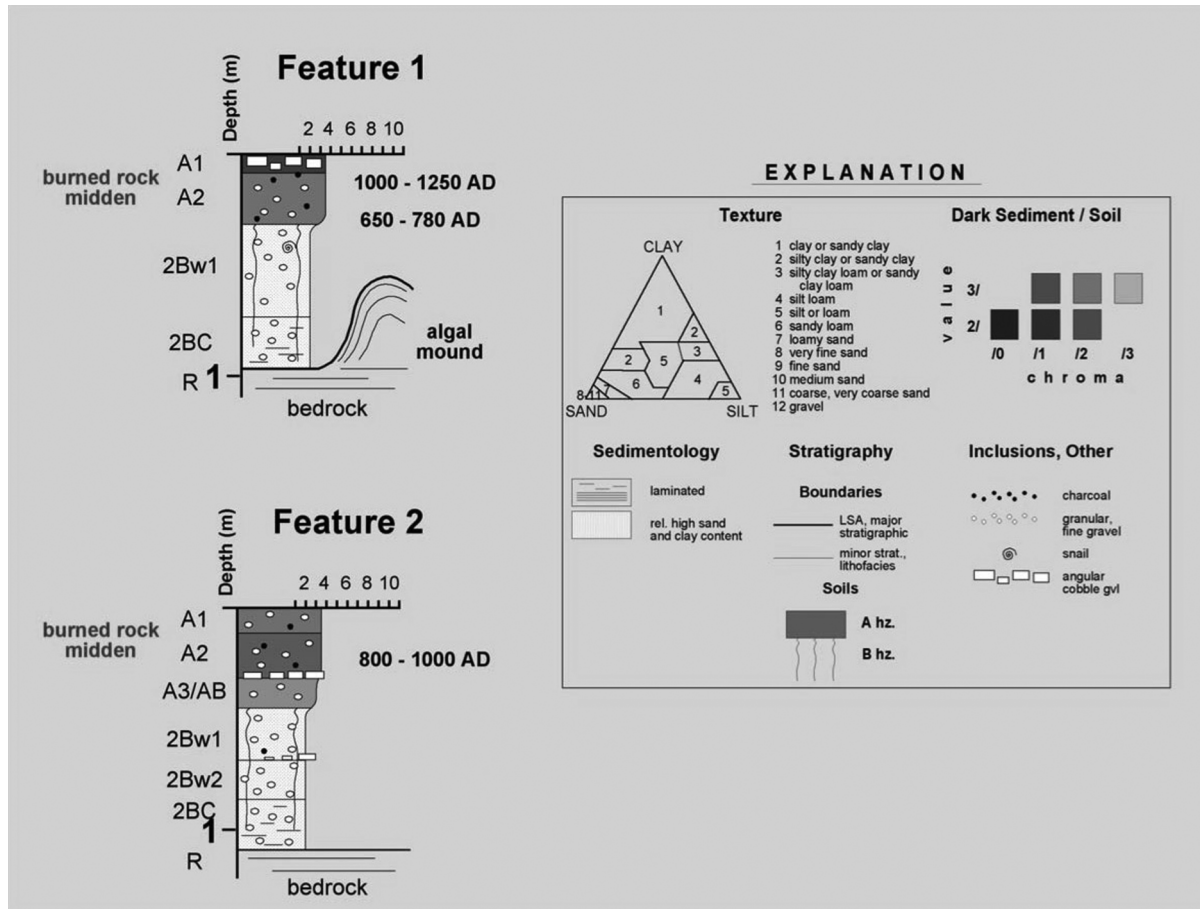 Feature 1
Depth (m)
2 4 6 8 10
A1
burned rock
midden
A2
1000 - 1250 AD
650 - 780 AD
2Bw1
2BC
algal
mound
R 1
bedrock
Feature 2
Depth (m)
2 4 6 8 10
A1
burned rock
midden
A2
800 - 1000 AD
A3/AB
2Bw1
2Bw2
2BC
1
R
bedrock
EXPLANATION
Texture
CLAY
1
2
2
5
3
6
4
7
5
8
11
SAND
SILT
1 clay or sandy clay
2 silty clay or sandy clay
3 silty clay loam or sandy
clay loam
4 silt loam
5 silt or loam
6 sandy loam
7 loamy sand
8 very fine sand
9 fine sand
10 medium sand
11 coarse, very coarse sand
12 gravel
Dark Sediment / Soil
value
3/
2/
/0 /1 /2 /3
chroma
Sedimentology
laminated
rel. high sand
and clay content
Stratigraphy
Boundaries
LSA, major
stratigraphic
minor strat.,
lithofacies
Soils
A hz.
B hz.
Inclusions, Other
charcoal
granular,
fine gravel
snail
angular
cobble gvl